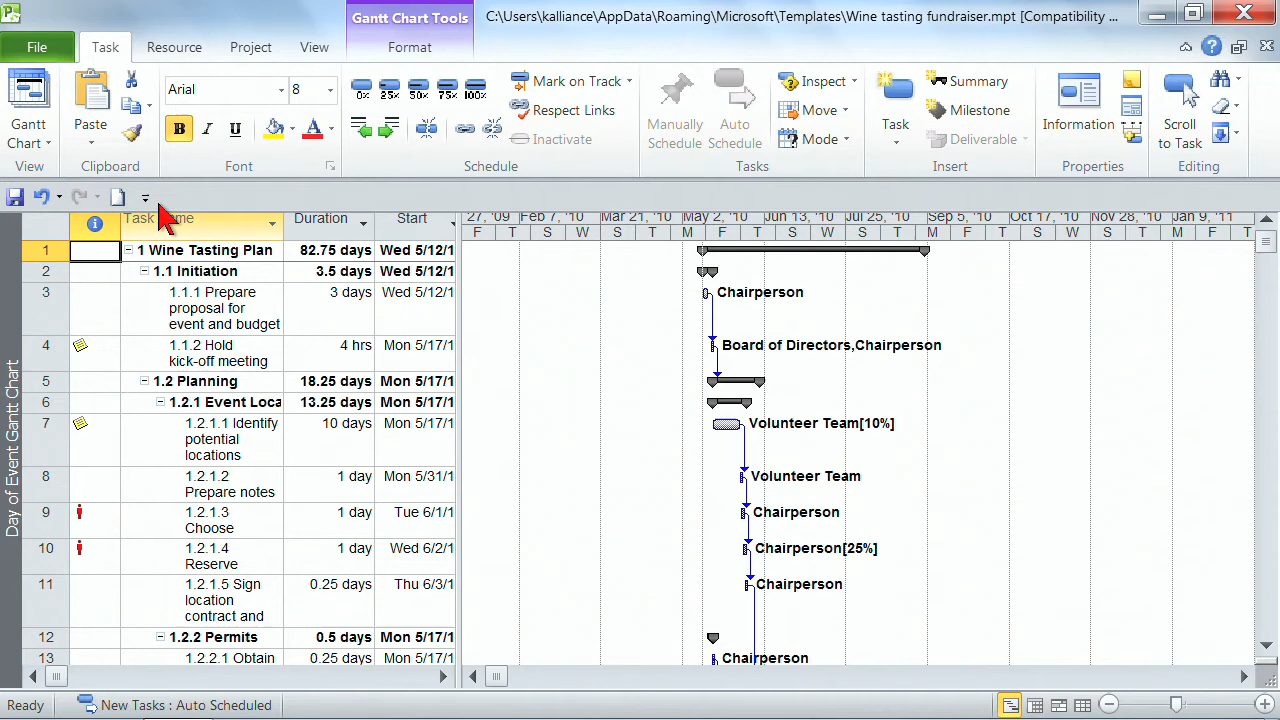 Gantt Chart Tools
C:\Users\kalliance\AppData\Roaming\Microsoft\Templates\Wine tasting fundraiser.mpt [Compatibility ...
File Task Resource Project View Format
Gantt
Chart
View
Paste
Clipboard
Arial 8
B I U A
Font
0% 25% 50% 75% 100%
Mark on Track
Respect Links
Inactivate
Schedule
Manually
Schedule
Auto
Schedule
Inspect
Move
Mode
Tasks
Task
Summary
Milestone
Deliverable
Insert
Information
Properties
Scroll
to Task
Editing
Day of Event Gantt Chart
Task Duration Start
27, '09 Feb 7, '10 Mar 21, '10 May 2, '10 Jun 13, '10 Jul 25, '10 Sep 5, '10 Oct 17, '10 Nov 28, '10 Jan 9, '11
F T S W M F T S W M F T S W M F T
1 1 Wine Tasting Plan 82.75 days Wed 5/12/1
2 1.1 Initiation 3.5 days Wed 5/12/1
3 1.1.1 Prepare 3 days Wed 5/12/1 Chairperson
proposal for
event and budget
4 1.1.2 Hold 4 hrs Mon 5/17/1 Board of Directors,Chairperson
kick-off meeting
5 1.2 Planning 18.25 days Mon 5/17/1
6 1.2.1 Event Loca 13.25 days Mon 5/17/1
7 1.2.1.1 Identify 10 days Mon 5/17/1 Volunteer Team[10%]
potential
locations
8 1.2.1.2 1 day Mon 5/31/1 Volunteer Team
Prepare notes
9 1.2.1.3 1 day Tue 6/1/1 Chairperson
Choose
10 1.2.1.4 1 day Wed 6/2/1 Chairperson[25%]
Reserve
11 1.2.1.5 Sign 0.25 days Thu 6/3/1 Chairperson
location
contract and
12 1.2.2 Permits 0.5 days Mon 5/17/1
13 1.2.2.1 Obtain 0.25 days Mon 5/17/1 Chairperson
Ready New Tasks : Auto Scheduled